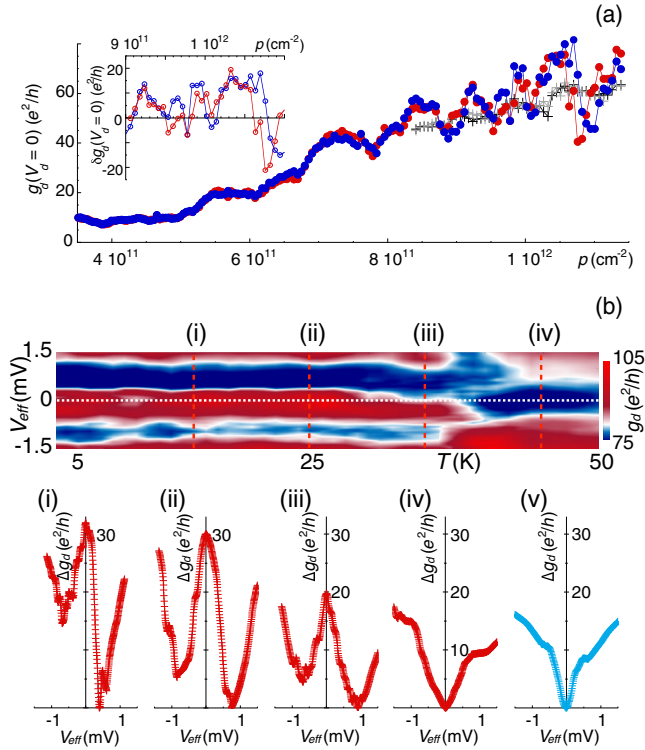 (a)
9 10¹¹ 1 10¹² p (cm⁻²)
δg_d(V_d = 0) (e²/h)
20
10
0
-20
g_d(V_d = 0) (e²/h)
60
40
20
0
4 10¹¹ 6 10¹¹ 8 10¹¹ 1 10¹² p (cm⁻²)
(b)
(i) (ii) (iii) (iv)
V_eff(mV)
1.5
0
-1.5
5 25 T(K) 50
105
g_d(e²/h)
75
(i) (ii) (iii) (iv) (v)
Δg_d(e²/h) Δg_d(e²/h) Δg_d(e²/h) Δg_d(e²/h) Δg_d(e²/h)
30 30 30 30 30
20 20 20
10 10 10
0 0 0
-1 1 -1 1 -1 1 -1 1 -1 1
V_eff(mV) V_eff(mV) V_eff(mV) V_eff(mV) V_eff(mV)